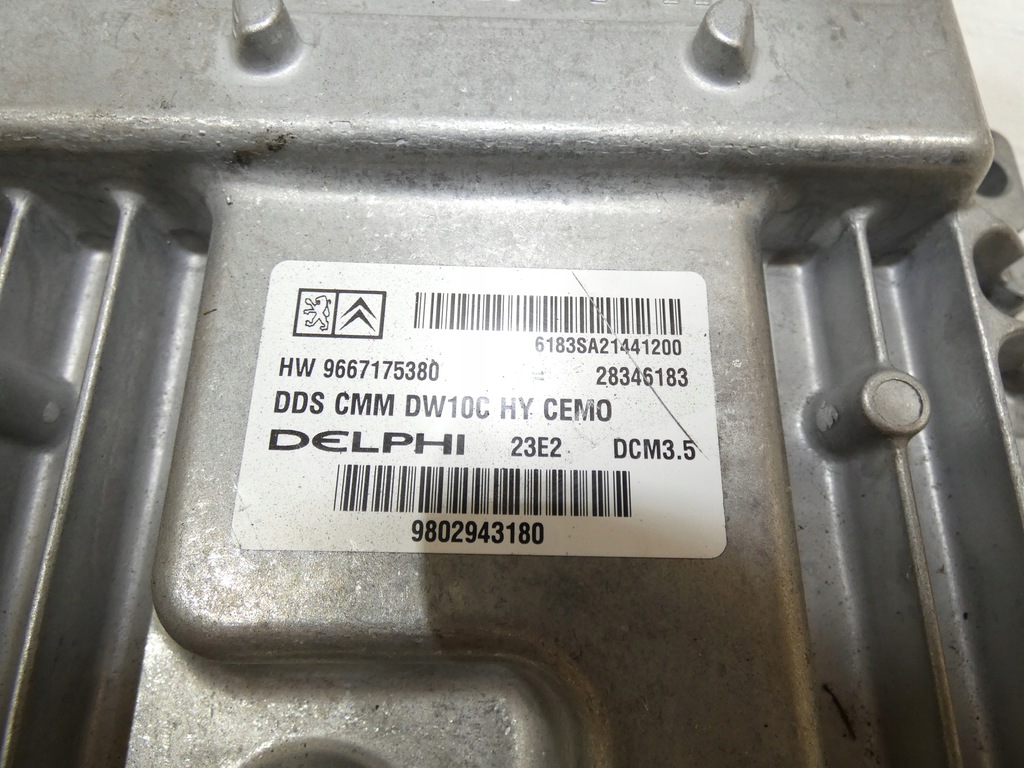 6183SA21441200
HW 9667175380 = 28346183
DDS CMM DW10C HY CEMO
DELPHI 23E2 DCM3.5
9802943180